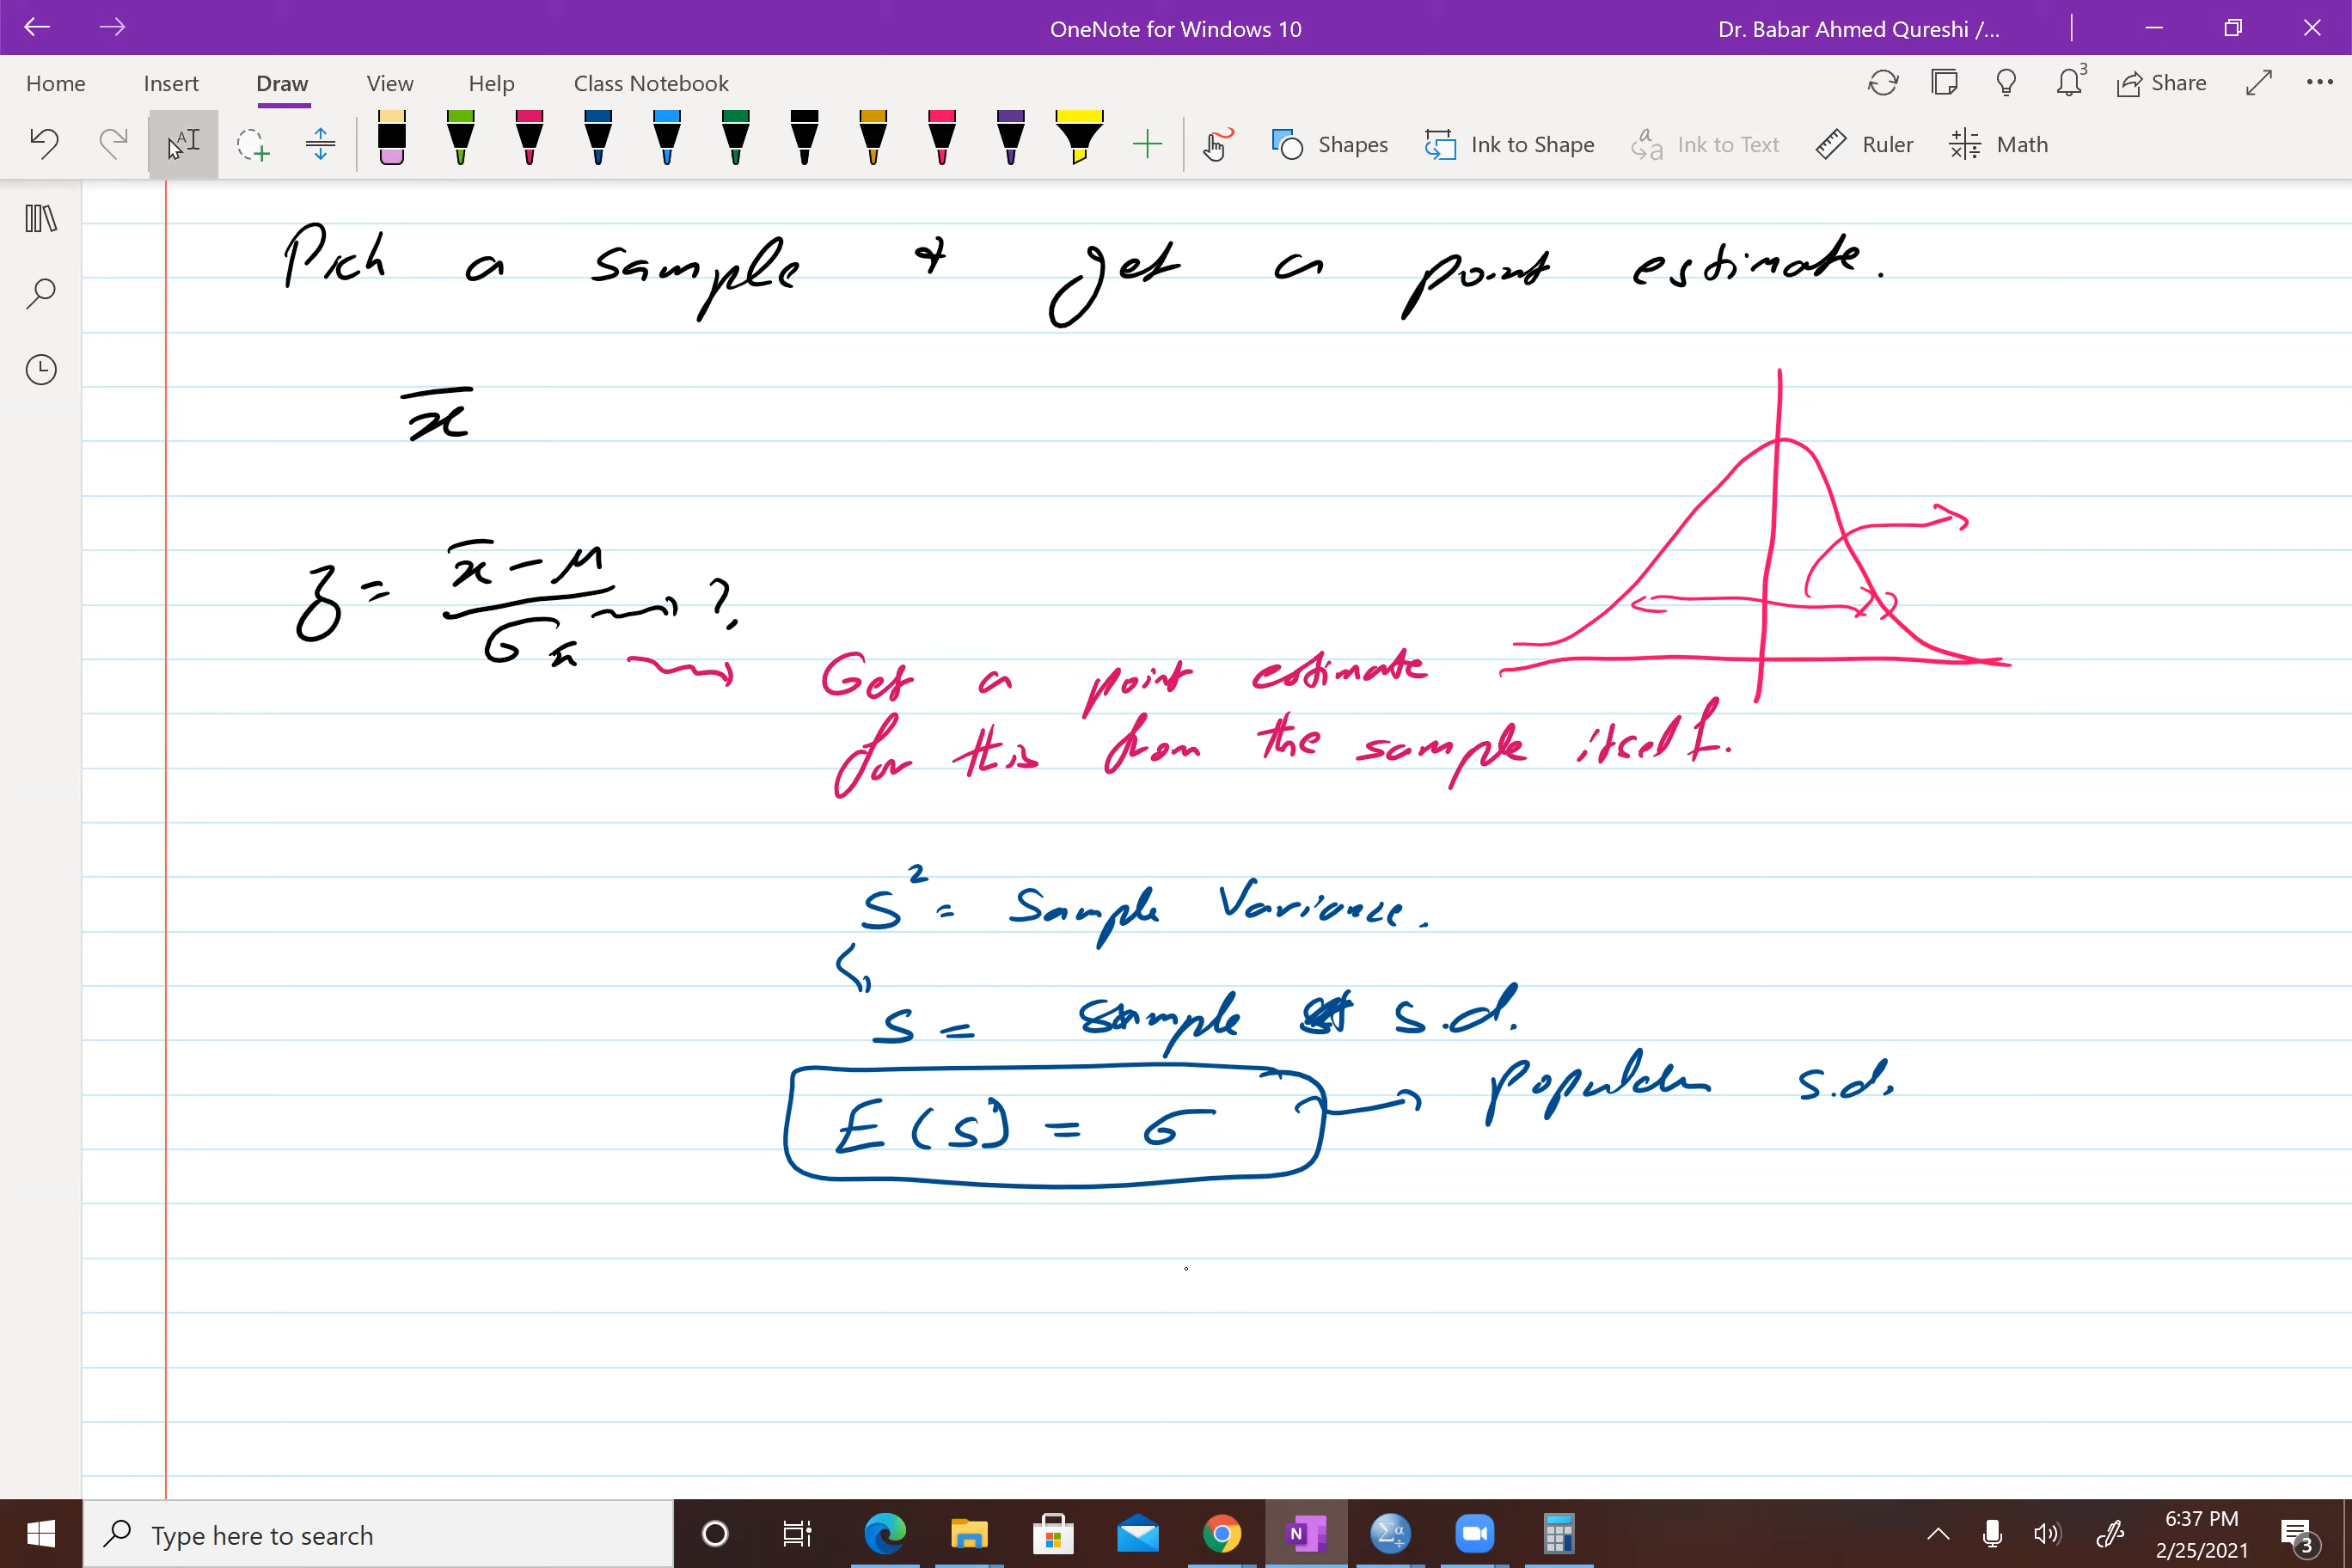 OneNote for Windows 10
Dr. Babar Ahmed Qureshi /...
Home Insert Draw View Help Class Notebook
3
Share
Shapes Ink to Shape Ink to Text Ruler Math
Pick a sample & get a point estimate.
x̄
z = (x̄ - μ) / σx̄ → ?
→ Get a point estimate
for this from the sample itself.
s² = Sample Variance.
s = Sample s.d.
E(s) = σ → Population s.d.
Type here to search
6:37 PM
2/25/2021
3